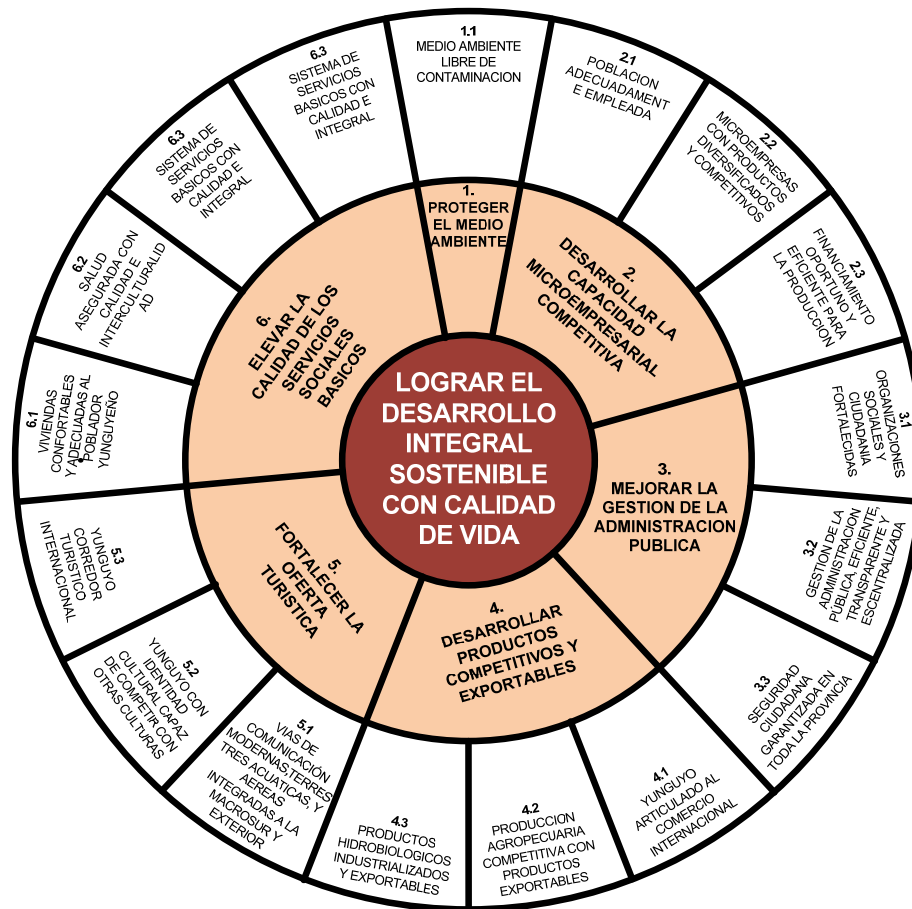 LOGRAR EL
DESARROLLO
INTEGRAL
SOSTENIBLE
CON CALIDAD
DE VIDA
1.
PROTEGER
EL MEDIO
AMBIENTE
1.1
MEDIO AMBIENTE
LIBRE DE
CONTAMINACION
2.
DESARROLLAR LA
CAPACIDAD
MICROEMPRESARIAL
COMPETITIVA
2.1
POBLACION
ADECUADAMENT
E EMPLEADA
2.2
MICROEMPRESAS
CON PRODUCTOS
DIVERSIFICADOS
Y COMPETITIVOS
2.3
FINANCIAMIENTO
OPORTUNO Y
EFICIENTE PARA
LA PRODUCCION
3.
MEJORAR LA
GESTION DE LA
ADMINISTRACION
PUBLICA
3.1
ORGANIZACIONES
SOCIALES Y
CIUDADANIA
FORTALECIDAS
3.2
GESTION DE LA
ADMINISTRACION
PÚBLICA, EFICIENTE,
TRANSPARENTE Y
ESCENTRALIZADA
3.3
SEGURIDAD
CIUDADANA
GARANTIZADA EN
TODA LA PROVINCIA
4.
DESARROLLAR
PRODUCTOS
COMPETITIVOS Y
EXPORTABLES
4.1
YUNGUYO
ARTICULADO AL
COMERCIO
INTERNACIONAL
4.2
PRODUCCION
AGROPECUARIA
COMPETITIVA CON
PRODUCTOS
EXPORTABLES
4.3
PRODUCTOS
HIDROBIOLOGICOS
INDUSTRIALIZADOS
Y EXPORTABLES
5.
FORTALECER LA
OFERTA
TURISTICA
5.1
VIAS DE
COMUNICACIÓN
MODERNAS,TERRES
TRES ACUATICAS, Y
AEREAS
INTEGRADAS A LA
MACROSUR Y
EXTERIOR
5.2
YUNGUYO CON
IDENTIDAD
CULTURAL CAPAZ
DE COMPETIR CON
OTRAS CULTURAS
5.3
YUNGUYO
CORREDOR
TURISTICO
INTERNACIONAL
6.
ELEVAR LA
CALIDAD DE LOS
SERVICIOS
SOCIALES
BASICOS
6.1
VIVIENDAS
CONFORTABLES
Y ADECUADAS AL
POBLADOR
YUNGUYEÑO
6.2
SALUD
ASEGURADA CON
CALIDAD E
INTERCULTURALID
AD
6.3
SISTEMA DE
SERVICIOS
BASICOS CON
CALIDAD E
INTEGRAL
6.3
SISTEMA DE
SERVICIOS
BASICOS CON
CALIDAD E
INTEGRAL